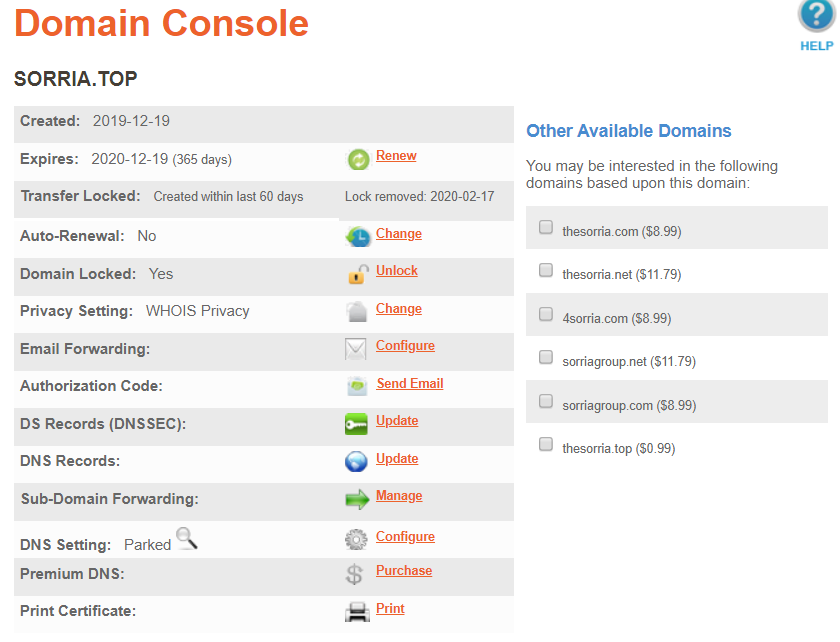 Domain Console
HELP
SORRIA.TOP
Created: 2019-12-19
Expires: 2020-12-19 (365 days) Renew
Transfer Locked: Created within last 60 days Lock removed: 2020-02-17
Auto-Renewal: No Change
Domain Locked: Yes Unlock
Privacy Setting: WHOIS Privacy Change
Email Forwarding: Configure
Authorization Code: Send Email
DS Records (DNSSEC): Update
DNS Records: Update
Sub-Domain Forwarding: Manage
DNS Setting: Parked Configure
Premium DNS: Purchase
Print Certificate: Print
Other Available Domains
You may be interested in the following
domains based upon this domain:
thesorria.com ($8.99)
thesorria.net ($11.79)
4sorria.com ($8.99)
sorriagroup.net ($11.79)
sorriagroup.com ($8.99)
thesorria.top ($0.99)